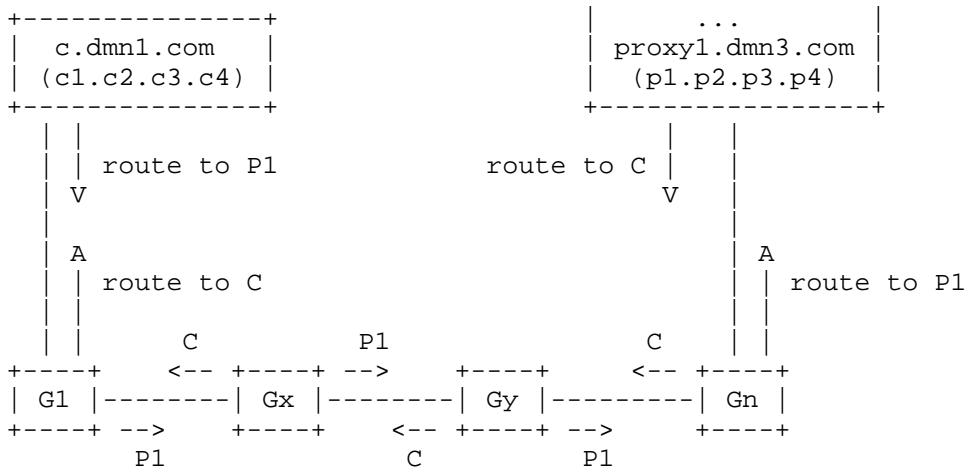 ...
c.dmn1.com proxy1.dmn3.com
(c1.c2.c3.c4) (p1.p2.p3.p4)
route to P1 route to C
V V
A A
route to C route to P1
C P1 C
<-- --> <--
G1 Gx Gy Gn
--> <-- -->
P1 C P1